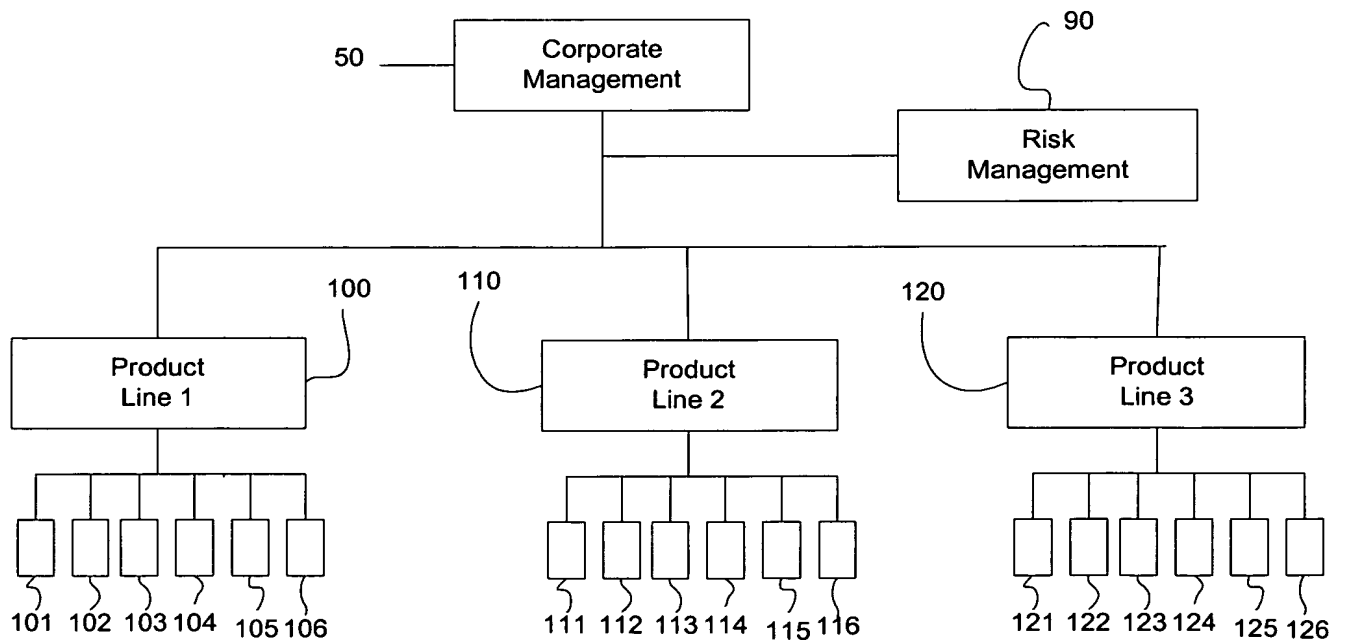 90
50
Corporate
Management
Risk
Management
100
110
120
Product
Line 1
Product
Line 2
Product
Line 3
101 102 103 104 105 106
111 112 113 114 115 116
121 122 123 124 125 126